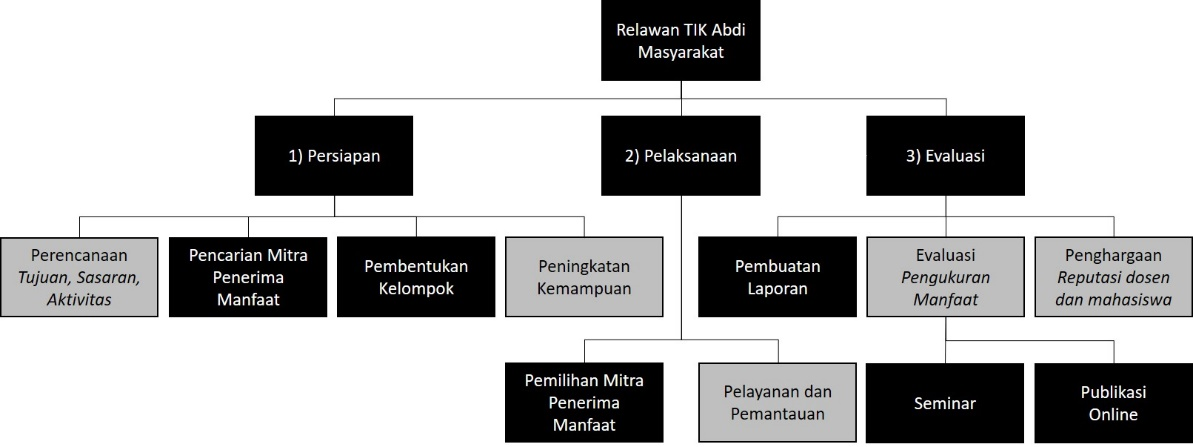 Relawan TIK Abdi
Masyarakat
1) Persiapan
2) Pelaksanaan
3) Evaluasi
Perencanaan
Tujuan, Sasaran,
Aktivitas
Pencarian Mitra
Penerima
Manfaat
Pembentukan
Kelompok
Peningkatan
Kemampuan
Pembuatan
Laporan
Evaluasi
Pengukuran
Manfaat
Penghargaan
Reputasi dosen
dan mahasiswa
Pemilihan Mitra
Penerima
Manfaat
Pelayanan dan
Pemantauan
Seminar
Publikasi
Online